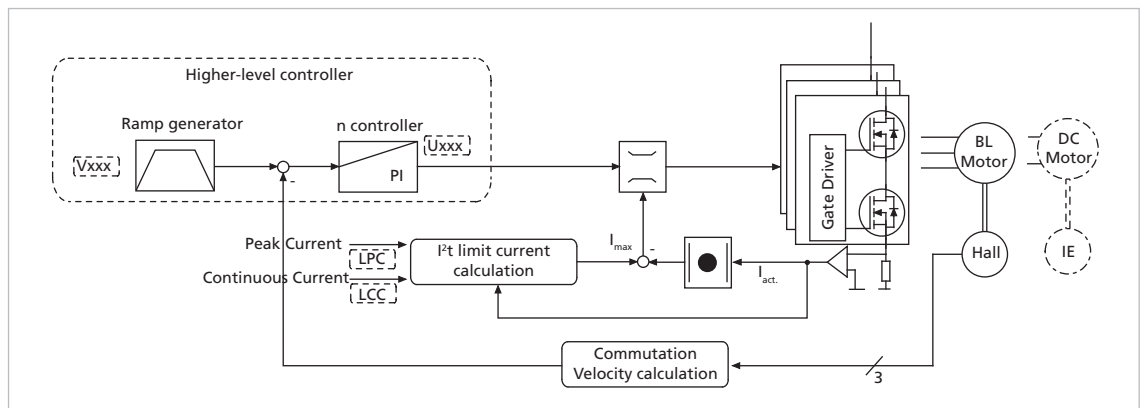 Higher-level controller
Ramp generator
n controller
Vxxx
Uxxx
PI
-
Gate Driver
BL
Motor
DC
Motor
Hall
IE
Peak Current
LPC
Continuous Current
LCC
I²t limit current
calculation
Imax
-
Iact.
Commutation
Velocity calculation
3